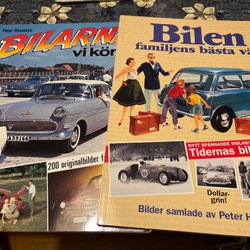 Peter Haventon
BILARNA
vi kör
200 originalbilder
Bilen
familjens bästa vä
NYTT SPÄNNANDE INSLAG
Tidernas bil
Dollar-
grin!
Bilder samlade av Peter H